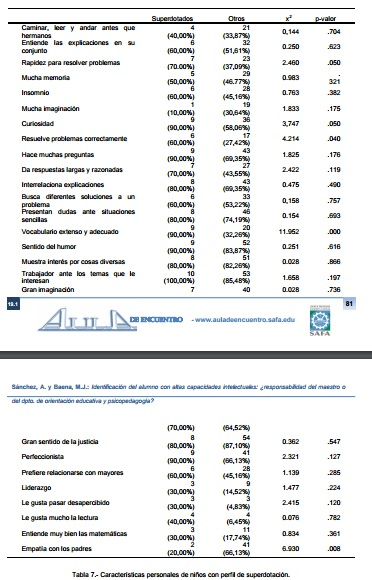 Superdotados Otros x² p-valor
Caminar, leer y andar antes que hermanos 4 (40,00%) 21 (33,87%) 0,144 .704
Entiende las explicaciones en su conjunto 6 (60,00%) 32 (51,61%) 0.250 .623
Rapidez para resolver problemas 7 (70.00%) 23 (37,09%) 2.460 .050
Mucha memoria 5 (50,00%) 29 (46.77%) 0.983 321
Insomnio 6 (60,00%) 28 (45,16%) 0.763 .382
Mucha imaginación 1 (10,00%) 19 (30,64%) 1.833 .175
Curiosidad 9 (90,00%) 36 (58,06%) 3,747 .050
Resuelve problemas correctamente 6 (60,00%) 17 (27,42%) 4.214 .040
Hace muchas preguntas 9 (90,00%) 43 (69,35%) 1.825 .176
Da respuestas largas y razonadas 7 (70,00%) 27 (43,55%) 2.422 .119
Interrelaciona explicaciones 8 (80,00%) 43 (69,35%) 0.475 .490
Busca diferentes soluciones a un problema 6 (60,00%) 33 (53,22%) 0,158 .757
Presentan dudas ante situaciones sencillas 8 (80,00%) 46 (74,19%) 0.154 .693
Vocabulario extenso y adecuado 9 (90,00%) 20 (32,26%) 11.952 .000
Sentido del humor 9 (90,00%) 52 (83,87%) 0.251 .616
Muestra interés por cosas diversas 8 (80,00%) 51 (82,26%) 0.028 .866
Trabajador ante los temas que le interesan 10 (100,00%) 53 (85,48%) 1.658 .197
Gran imaginación 7 40 0.028 .736
19.1 81
AULA DE ENCUENTRO - www.auladeencuentro.safa.edu
SAFA
Sánchez, A. y Baena, M.J.: Identificación del alumno con altas capacidades intelectuales: ¿responsabilidad del maestro o
del dpto. de orientación educativa y psicopedagogía?
(70,00%) (64,52%)
Gran sentido de la justicia 8 (80,00%) 54 (87,10%) 0.362 .547
Perfeccionista 9 (90,00%) 41 (66,13%) 2.321 .127
Prefiere relacionarse con mayores 6 (60,00%) 28 (45,16%) 1.139 .285
Liderazgo 3 (30,00%) 9 (14,52%) 1.477 .224
Le gusta pasar desapercibido 3 (30,00%) 3 (4,83%) 2.415 .120
Le gusta mucho la lectura 4 (40,00%) 4 (6,45%) 0.076 .782
Entiende muy bien las matemáticas 3 (30,00%) 11 (17,74%) 0.834 .361
Empatía con los padres 2 (20,00%) 41 (66,13%) 6.930 .008
Tabla 7.- Características personales de niños con perfil de superdotación.